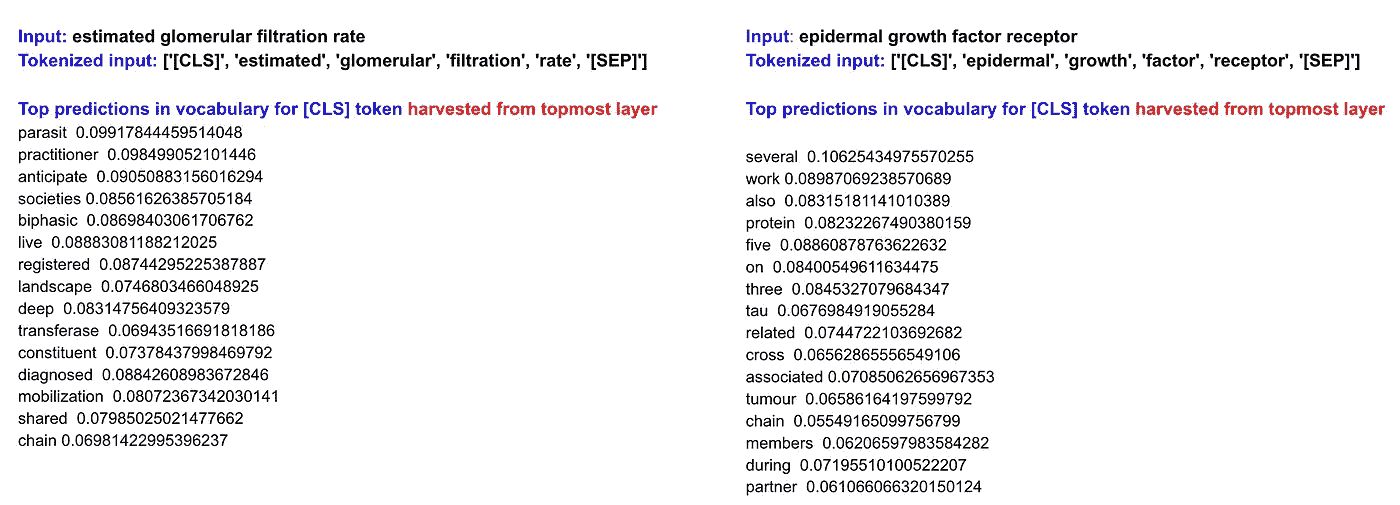 Input: estimated glomerular filtration rate
Tokenized input: ['[CLS]', 'estimated', 'glomerular', 'filtration', 'rate', '[SEP]']
Top predictions in vocabulary for [CLS] token harvested from topmost layer
parasit 0.09917844459514048
practitioner 0.098499052101446
anticipate 0.09050883156016294
societies 0.08561626385705184
biphasic 0.08698403061706762
live 0.08883081188212025
registered 0.08744295225387887
landscape 0.0746803466048925
deep 0.08314756409323579
transferase 0.06943516691818186
constituent 0.07378437998469792
diagnosed 0.08842608983672846
mobilization 0.08072367342030141
shared 0.07985025021477662
chain 0.06981422995396237
Input: epidermal growth factor receptor
Tokenized input: ['[CLS]', 'epidermal', 'growth', 'factor', 'receptor', '[SEP]']
Top predictions in vocabulary for [CLS] token harvested from topmost layer
several 0.10625434975570255
work 0.08987069238570689
also 0.08315181141010389
protein 0.08232267490380159
five 0.08860878763622632
on 0.08400549611634475
three 0.0845327079684347
tau 0.0676984919055284
related 0.0744722103692682
cross 0.06562865556549106
associated 0.07085062656967353
tumour 0.06586164197599792
chain 0.05549165099756799
members 0.06206597983584282
during 0.07195510100522207
partner 0.061066066320150124